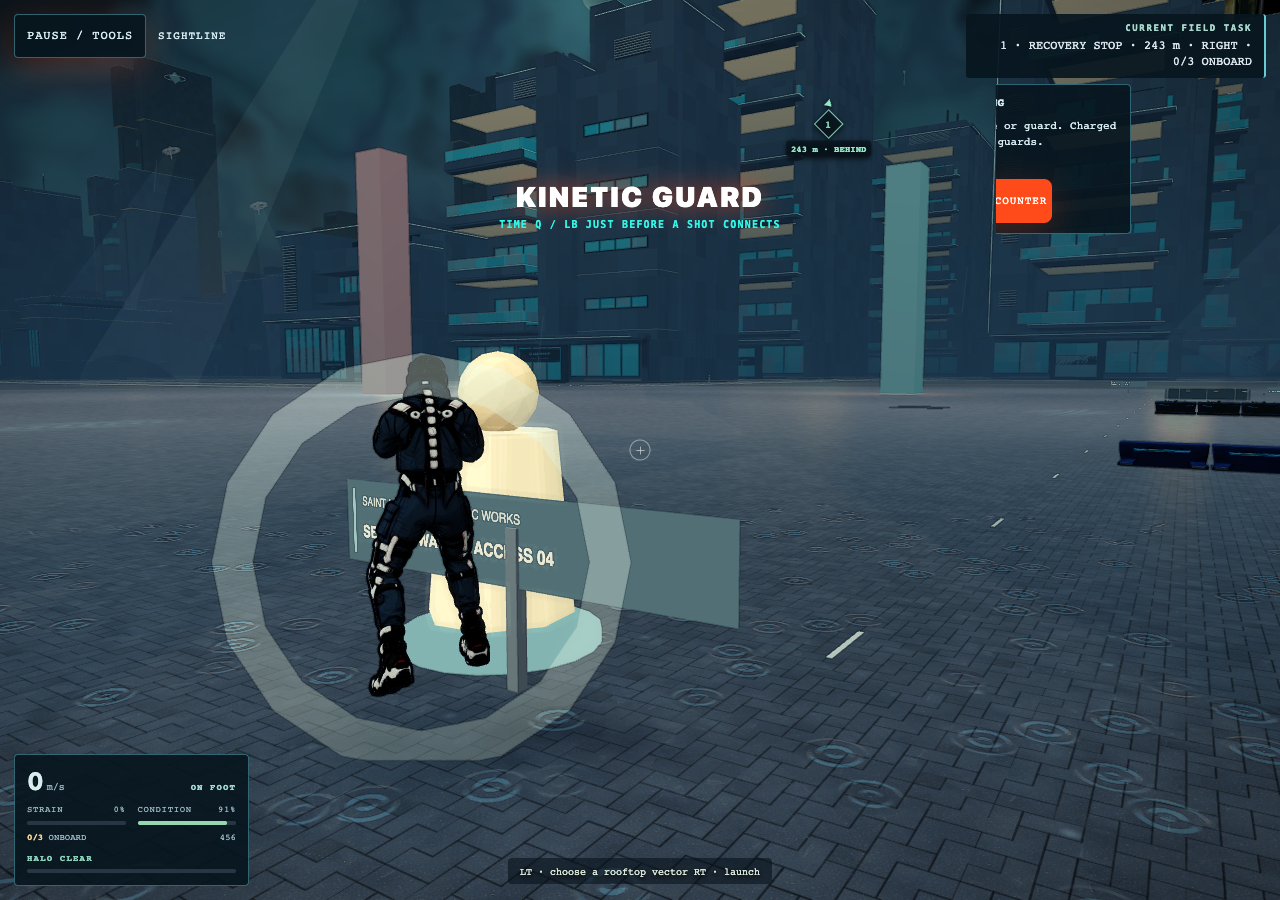 PAUSE / TOOLS
SIGHTLINE
CURRENT FIELD TASK
1 · RECOVERY STOP · 243 m · RIGHT ·
0/3 ONBOARD
or guard. Charged
guards.
COUNTER
1
243 m · BEHIND
KINETIC GUARD
TIME Q / LB JUST BEFORE A SHOT CONNECTS
SAINT
WORKS
ACCESS 04
0 m/s
ON FOOT
STRAIN 0%
CONDITION 91%
0/3 ONBOARD
456
HALO CLEAR
LT · choose a rooftop vector RT · launch